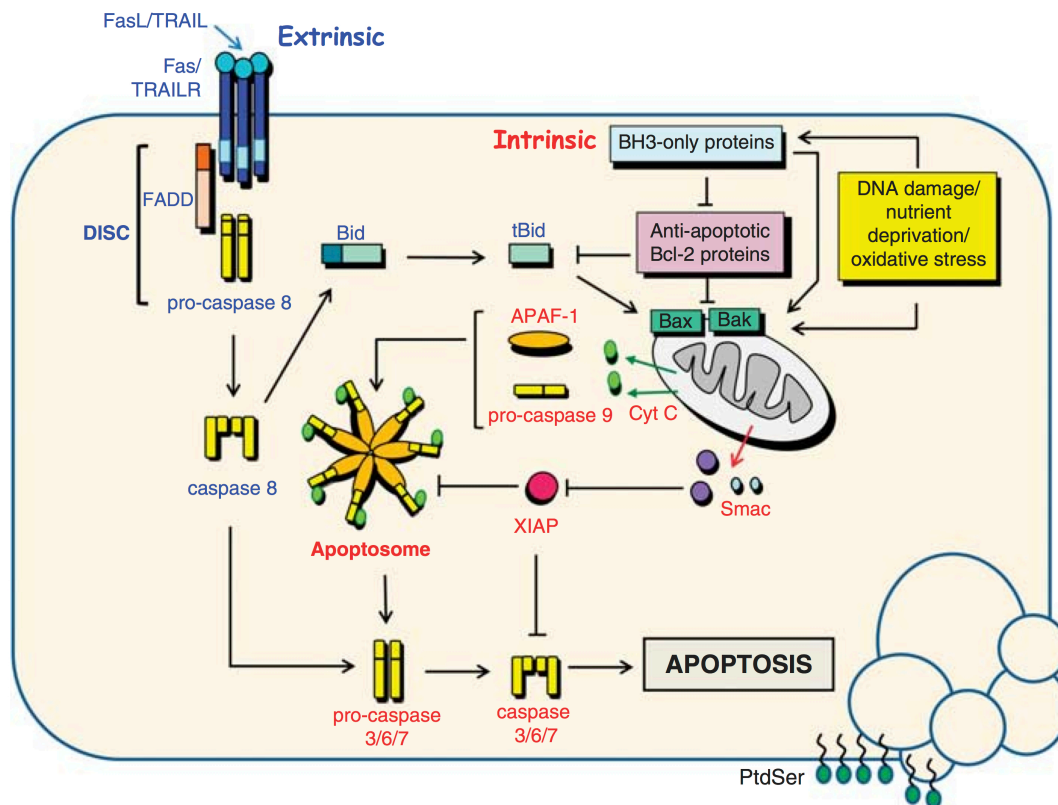 FasL/TRAIL
Extrinsic
Fas/
TRAILR
Intrinsic
BH3-only proteins
DNA damage/
nutrient
deprivation/
oxidative stress
FADD
DISC
Bid
tBid
Anti-apoptotic
Bcl-2 proteins
pro-caspase 8
APAF-1
Bax
Bak
pro-caspase 9
Cyt C
caspase 8
Smac
XIAP
Apoptosome
APOPTOSIS
pro-caspase
3/6/7
caspase
3/6/7
PtdSer